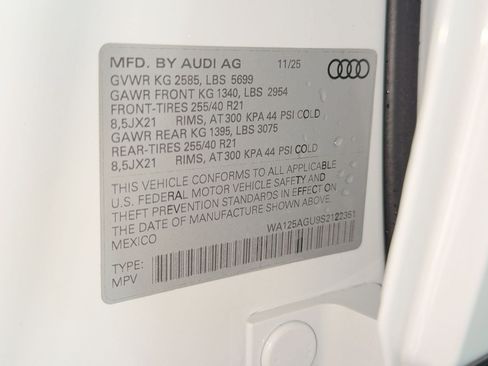 MFD. BY AUDI AG 11/25
GVWR KG 2585, LBS 5699
GAWR FRONT KG 1340, LBS 2954
FRONT-TIRES 255/40 R21
8,5JX21 RIMS, AT 300 KPA 44 PSI COLD
GAWR REAR KG 1395, LBS 3075
REAR-TIRES 255/40 R21
8,5JX21 RIMS, AT 300 KPA 44 PSI COLD
THIS VEHICLE CONFORMS TO ALL APPLICABLE
U.S. FEDERAL MOTOR VEHICLE SAFETY AND
THEFT PREVENTION STANDARDS IN EFFECT ON
DATE OF MANUFACTURE SHOWN ABOVE.
MEXICO
WA125AGU9S2122351
TYPE:
MPV